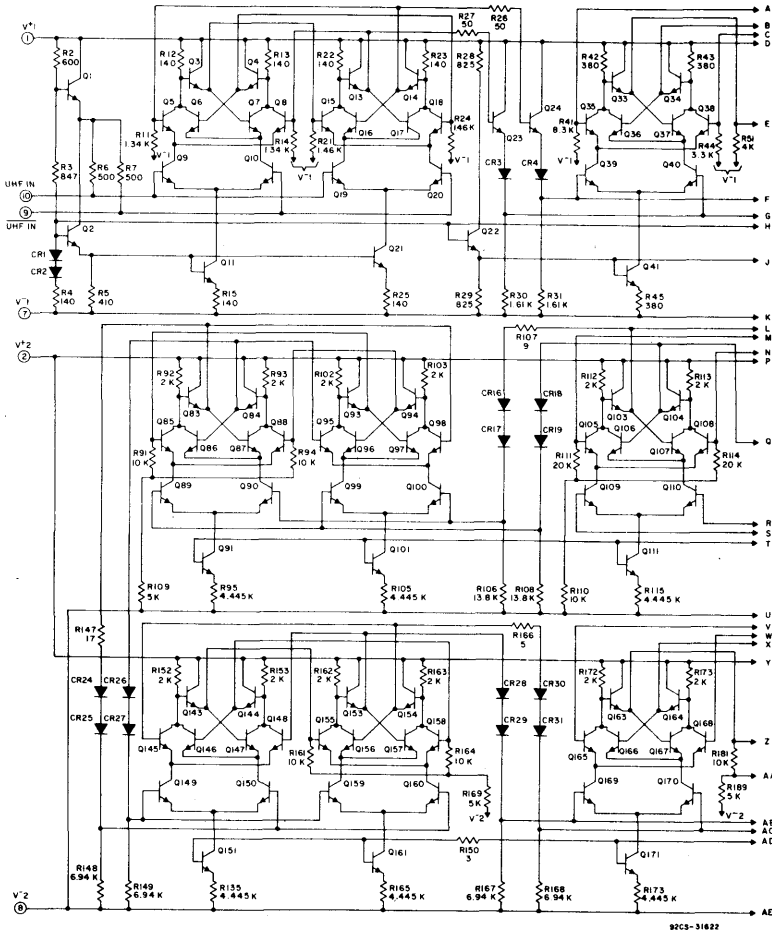 V+1
1
R2
600
Q1
R3
847
R6
500
R7
500
UHF IN
10
9
UHF IN
Q2
CR1
CR2
R4
140
R5
410
V-1
7
R12
140
Q3
Q4
R13
140
Q5
Q6
Q7
Q8
R11
1.34 K
V-1
R14
1.34 K
R21
1.46 K
V-1
Q9
Q10
Q11
R15
140
R22
140
Q13
Q14
R23
140
Q15
Q16
Q17
Q18
R24
146 K
V-1
Q19
Q20
Q21
R25
140
R27
50
R26
50
R28
825
Q23
Q24
CR3
CR4
Q22
R29
825
R30
1.61 K
R31
1.61 K
R42
380
Q33
Q34
R43
380
Q35
Q36
Q37
Q38
R41
8.3 K
V-1
R44
3.3 K
R51
4 K
V-1
Q39
Q40
Q41
R45
380
A
B
C
D
E
F
G
H
J
K
V+2
2
R92
2 K
Q83
Q84
R93
2 K
Q85
Q86
Q87
Q88
R91
10 K
R94
10 K
Q89
Q90
Q91
R95
4.445 K
R109
5 K
R102
2 K
Q93
Q94
R103
2 K
Q95
Q96
Q97
Q98
Q99
Q100
Q101
R105
4.445 K
R107
9
CR16
CR17
CR18
CR19
R106
13.8 K
R108
13.8 K
R110
10 K
R112
2 K
Q103
Q104
R113
2 K
Q105
Q106
Q107
Q108
R111
20 K
R114
20 K
Q109
Q110
Q111
R115
4.445 K
L
M
N
P
Q
R
S
T
U
R147
17
CR24
CR26
CR25
CR27
R148
6.94 K
R149
6.94 K
V-2
8
R152
2 K
Q143
Q144
R153
2 K
Q145
Q146
Q147
Q148
Q149
Q150
Q151
R135
4.445 K
R161
10 K
R162
2 K
Q153
Q154
R163
2 K
Q155
Q156
Q157
Q158
R164
10 K
Q159
Q160
Q161
R165
4.445 K
R169
5 K
V-2
R150
3
R166
5
CR28
CR30
CR29
CR31
R167
6.94 K
R168
6.94 K
R172
2 K
Q163
Q164
R173
2 K
Q165
Q166
Q167
Q168
R181
10 K
R189
5 K
V-2
Q169
Q170
Q171
R173
4.445 K
V
W
X
Y
Z
AA
AB
AC
AD
AE
92CS-31622